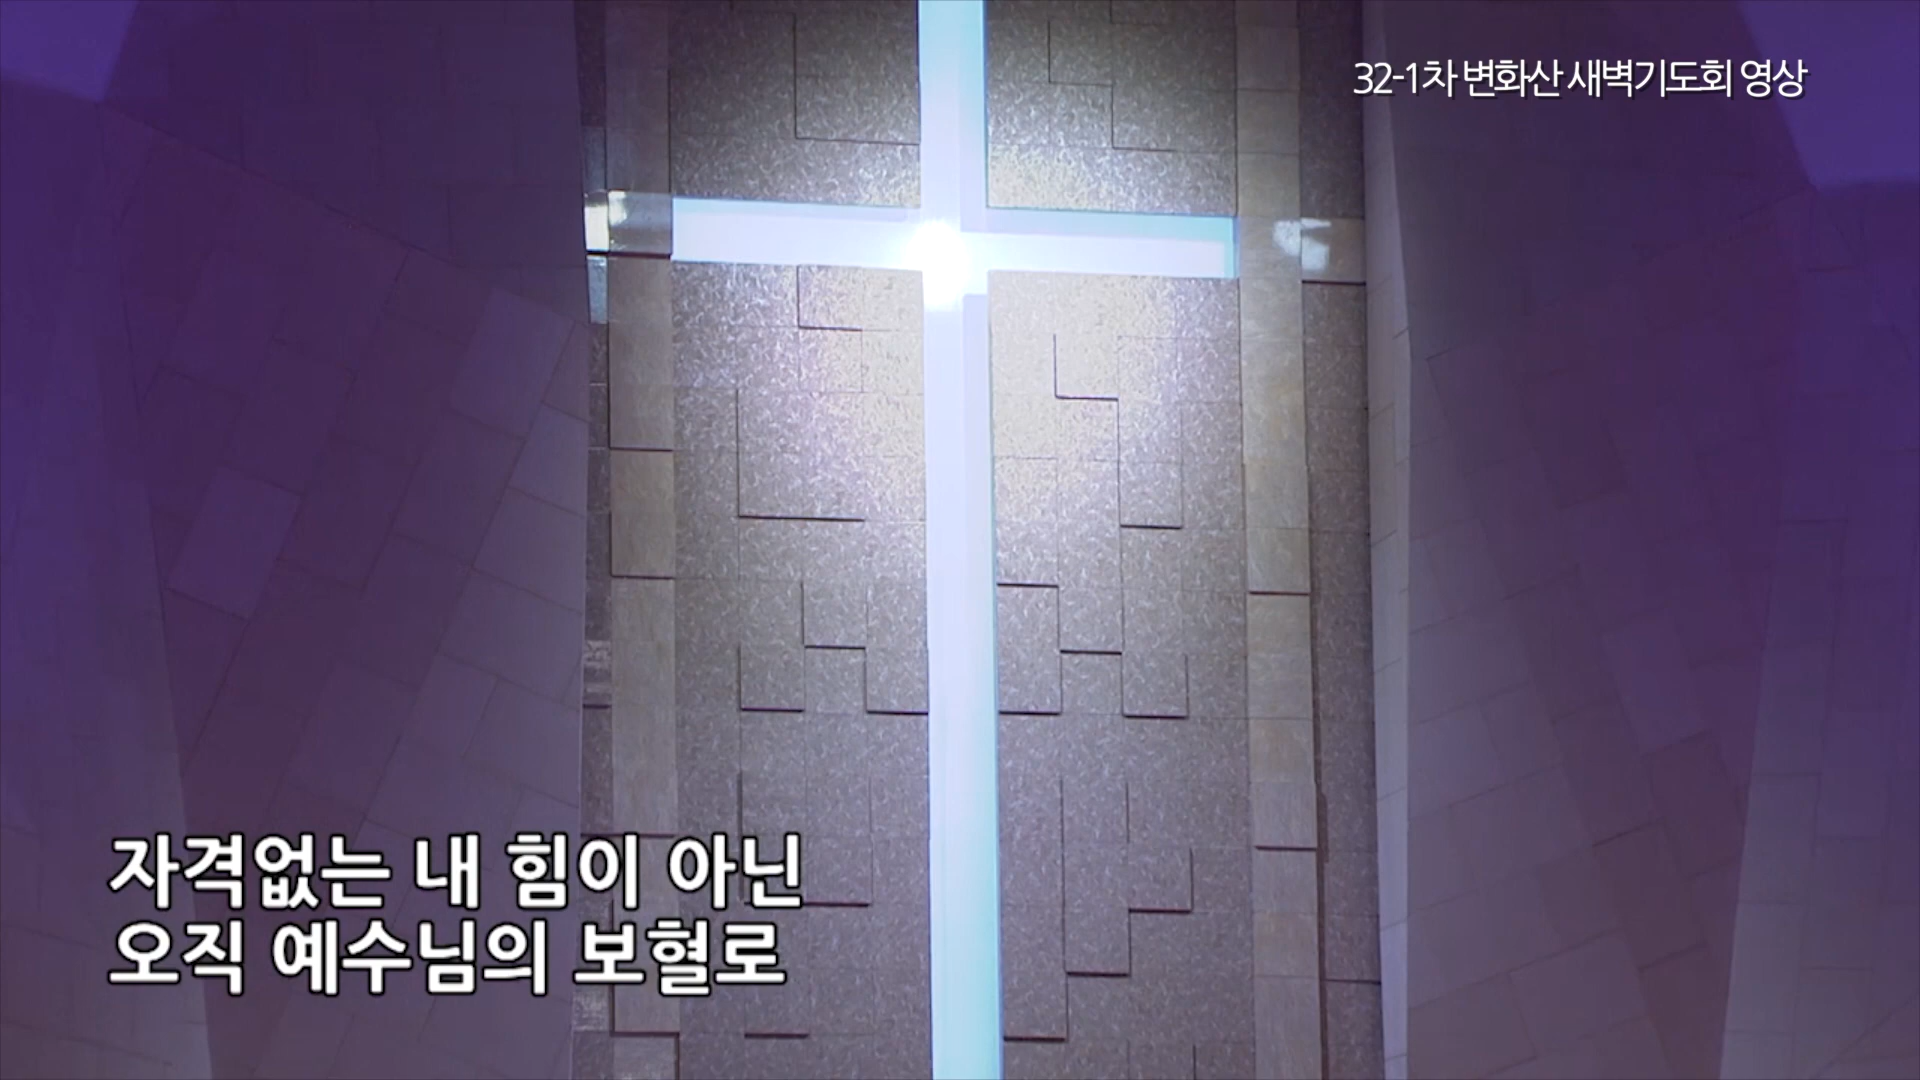 32-1차 변화산 새벽기도회 영상
자격없는 내 힘이 아닌
오직 예수님의 보혈로